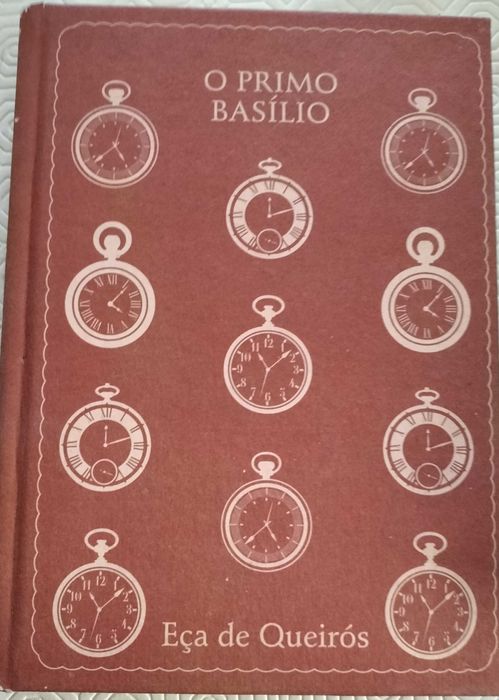 O PRIMO
BASÍLIO
Eça de Queirós